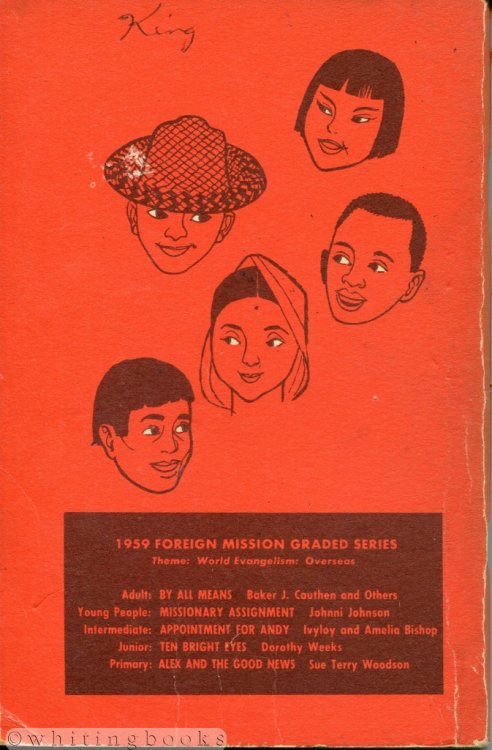 King
1959 FOREIGN MISSION GRADED SERIES
Theme: World Evangelism: Overseas
Adult: BY ALL MEANS Baker J. Cauthen and Others
Young People: MISSIONARY ASSIGNMENT Johnni Johnson
Intermediate: APPOINTMENT FOR ANDY Ivyloy and Amelia Bishop
Junior: TEN BRIGHT EYES Dorothy Weeks
Primary: ALEX AND THE GOOD NEWS Sue Terry Woodson
©whitingbooks